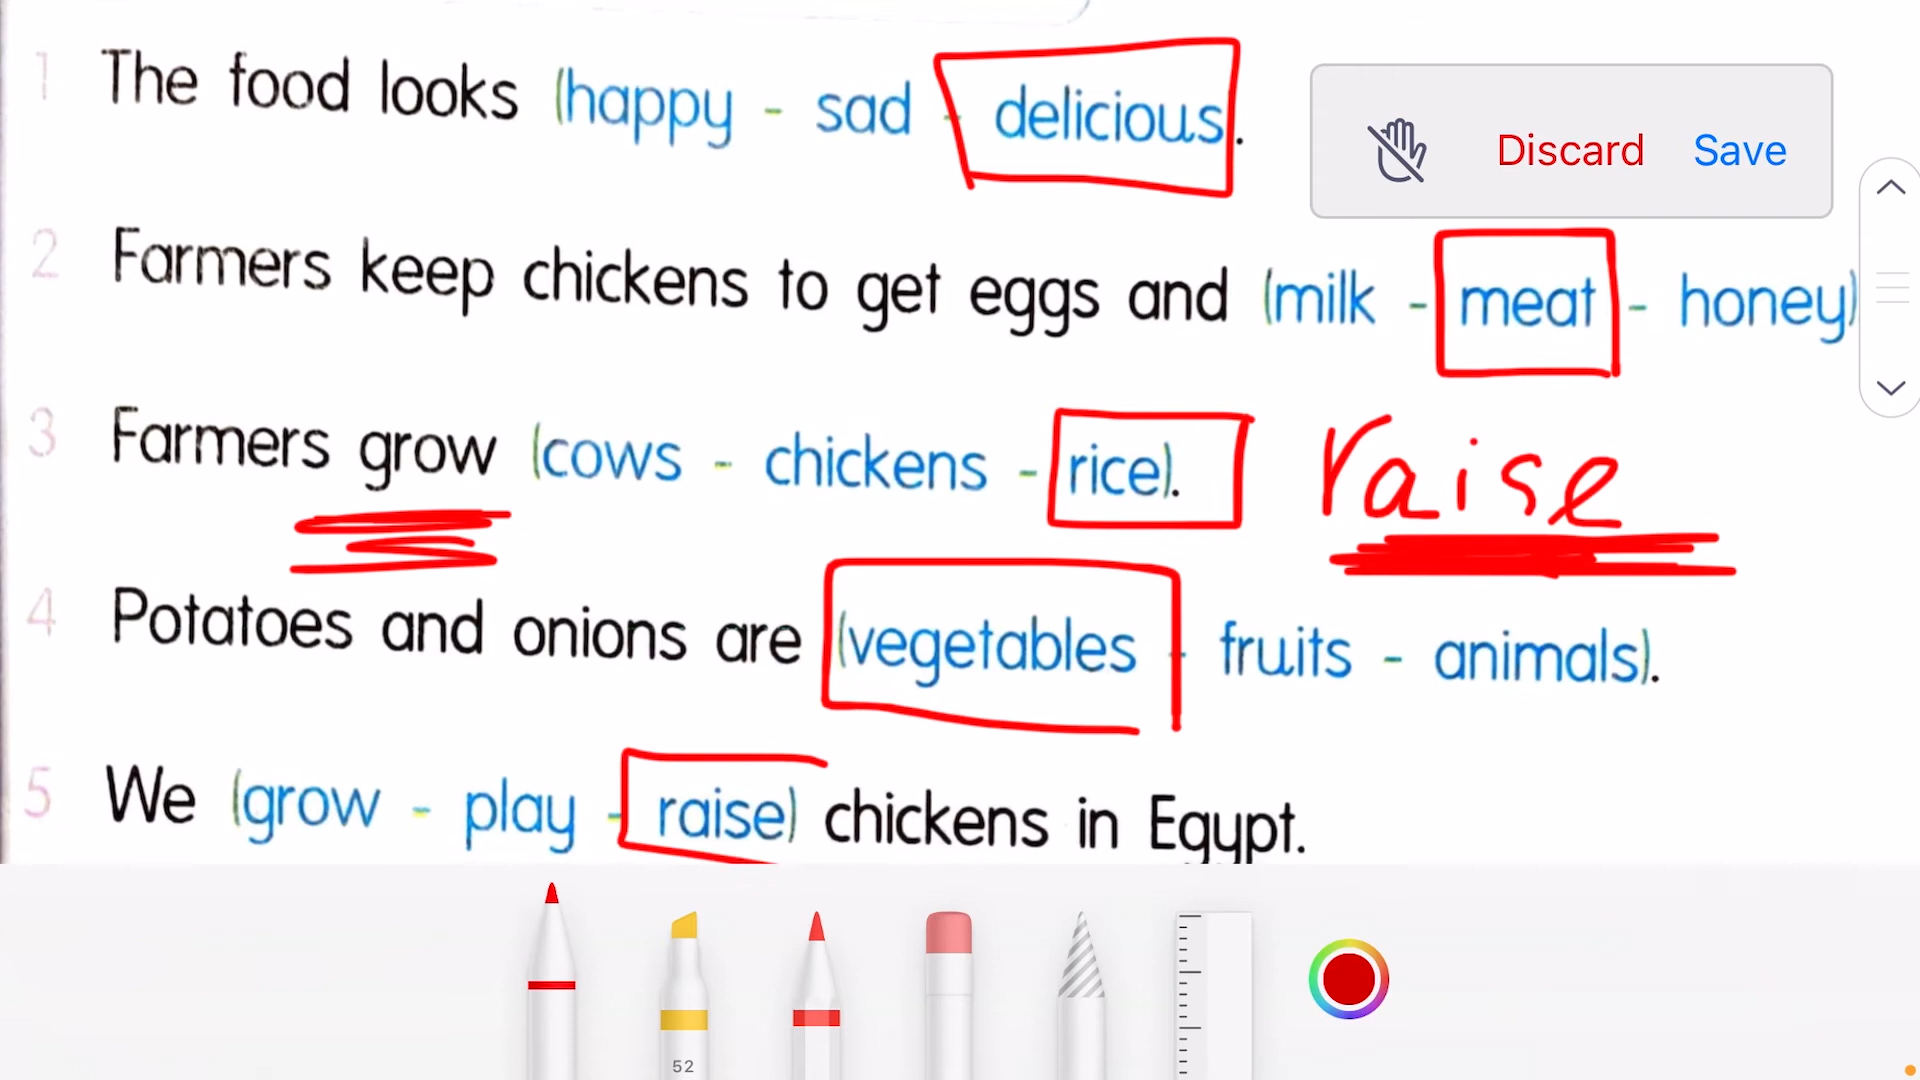 1 The food looks (happy - sad - delicious).
Discard Save
2 Farmers keep chickens to get eggs and (milk - meat - honey)
3 Farmers grow (cows - chickens - rice). raise
4 Potatoes and onions are (vegetables - fruits - animals).
5 We (grow - play - raise) chickens in Egypt.
52